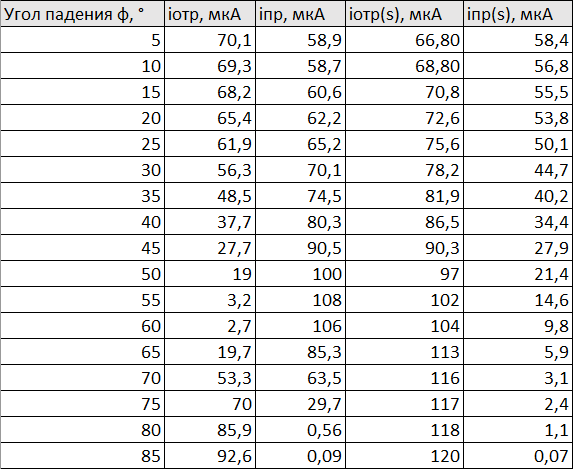 Угол падения ф, ° iотр, мкА iпр, мкА iотр(s), мкА iпр(s), мкА
5 70,1 58,9 66,80 58,4
10 69,3 58,7 68,80 56,8
15 68,2 60,6 70,8 55,5
20 65,4 62,2 72,6 53,8
25 61,9 65,2 75,6 50,1
30 56,3 70,1 78,2 44,7
35 48,5 74,5 81,9 40,2
40 37,7 80,3 86,5 34,4
45 27,7 90,5 90,3 27,9
50 19 100 97 21,4
55 3,2 108 102 14,6
60 2,7 106 104 9,8
65 19,7 85,3 113 5,9
70 53,3 63,5 116 3,1
75 70 29,7 117 2,4
80 85,9 0,56 118 1,1
85 92,6 0,09 120 0,07